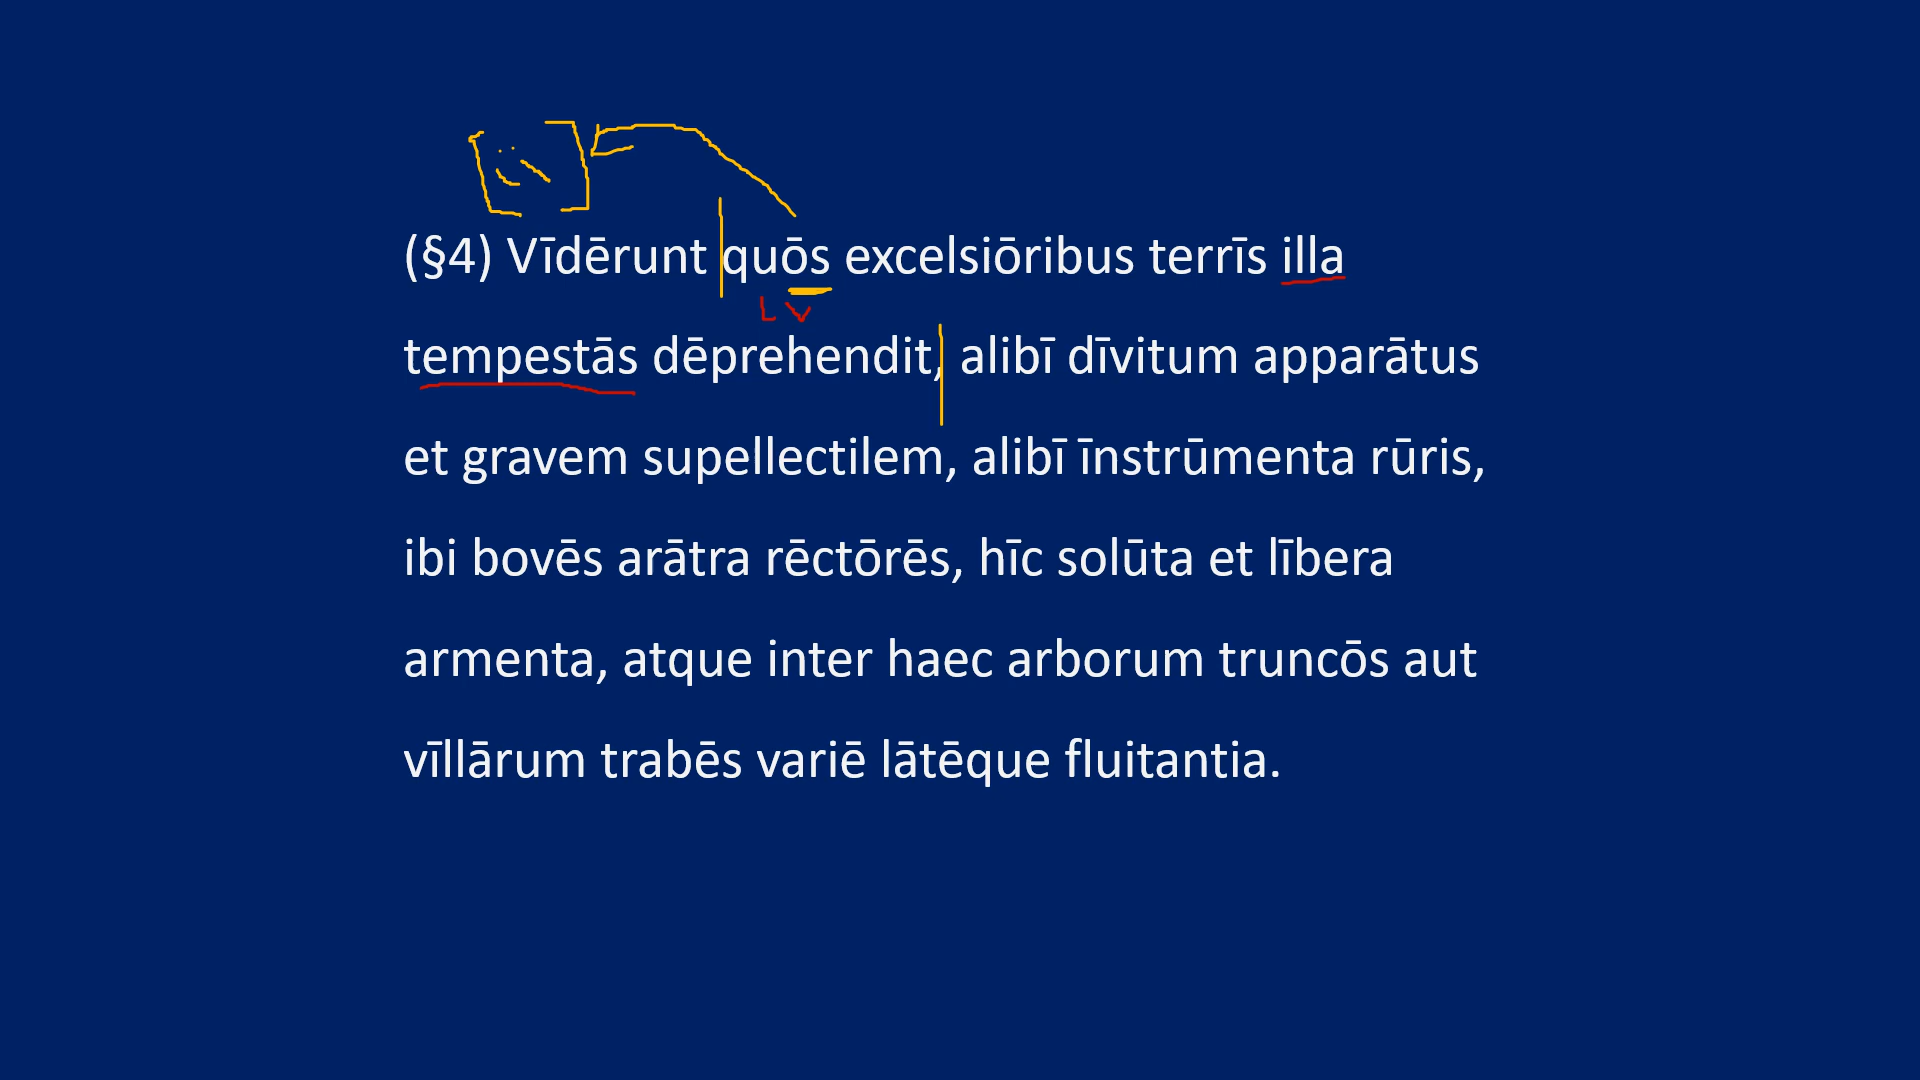 (§4) Vīdērunt quōs excelsiōribus terrīs illa
tempestās dēprehendit, alibī dīvitum apparātus
et gravem supellectilem, alibī īnstrūmenta rūris,
ibi bovēs arātra rēctōrēs, hīc solūta et lībera
armenta, atque inter haec arborum truncōs aut
vīllārum trabēs variē lātēque fluitantia.